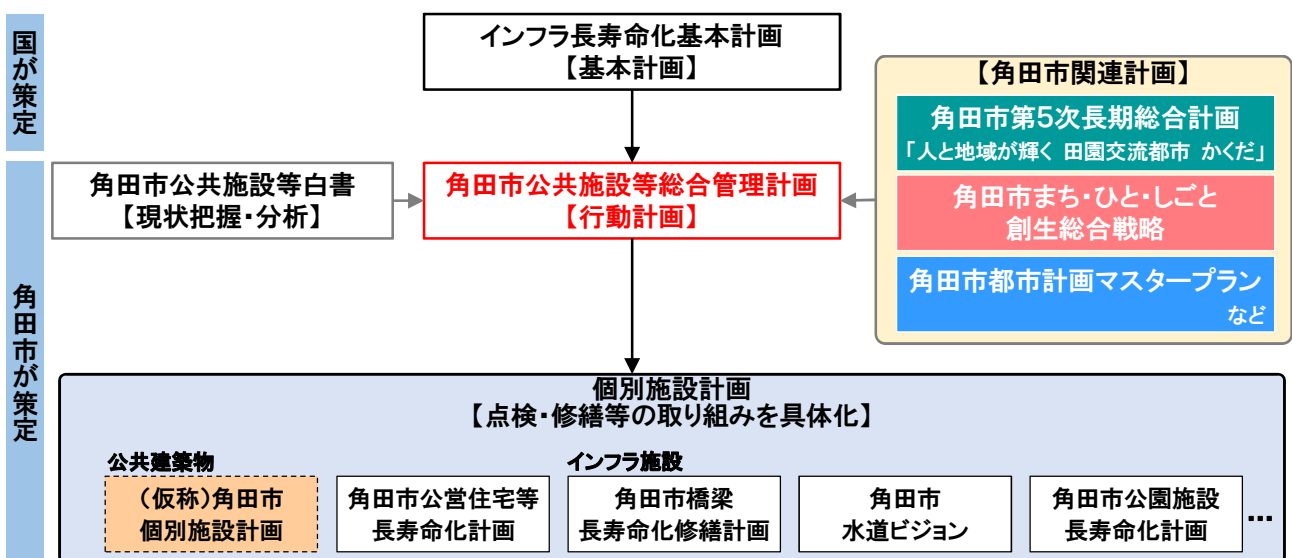 国が策定
インフラ長寿命化基本計画
【基本計画】
【角田市関連計画】
角田市第5次長期総合計画
「人と地域が輝く 田園交流都市 かくだ」
角田市まち・ひと・しごと
創生総合戦略
角田市都市計画マスタープラン
など
角田市が策定
角田市公共施設等白書
【現状把握・分析】
角田市公共施設等総合管理計画
【行動計画】
個別施設計画
【点検・修繕等の取り組みを具体化】
公共建築物
(仮称)角田市
個別施設計画
角田市公営住宅等
長寿命化計画
インフラ施設
角田市橋梁
長寿命化修繕計画
角田市
水道ビジョン
角田市公園施設
長寿命化計画
…